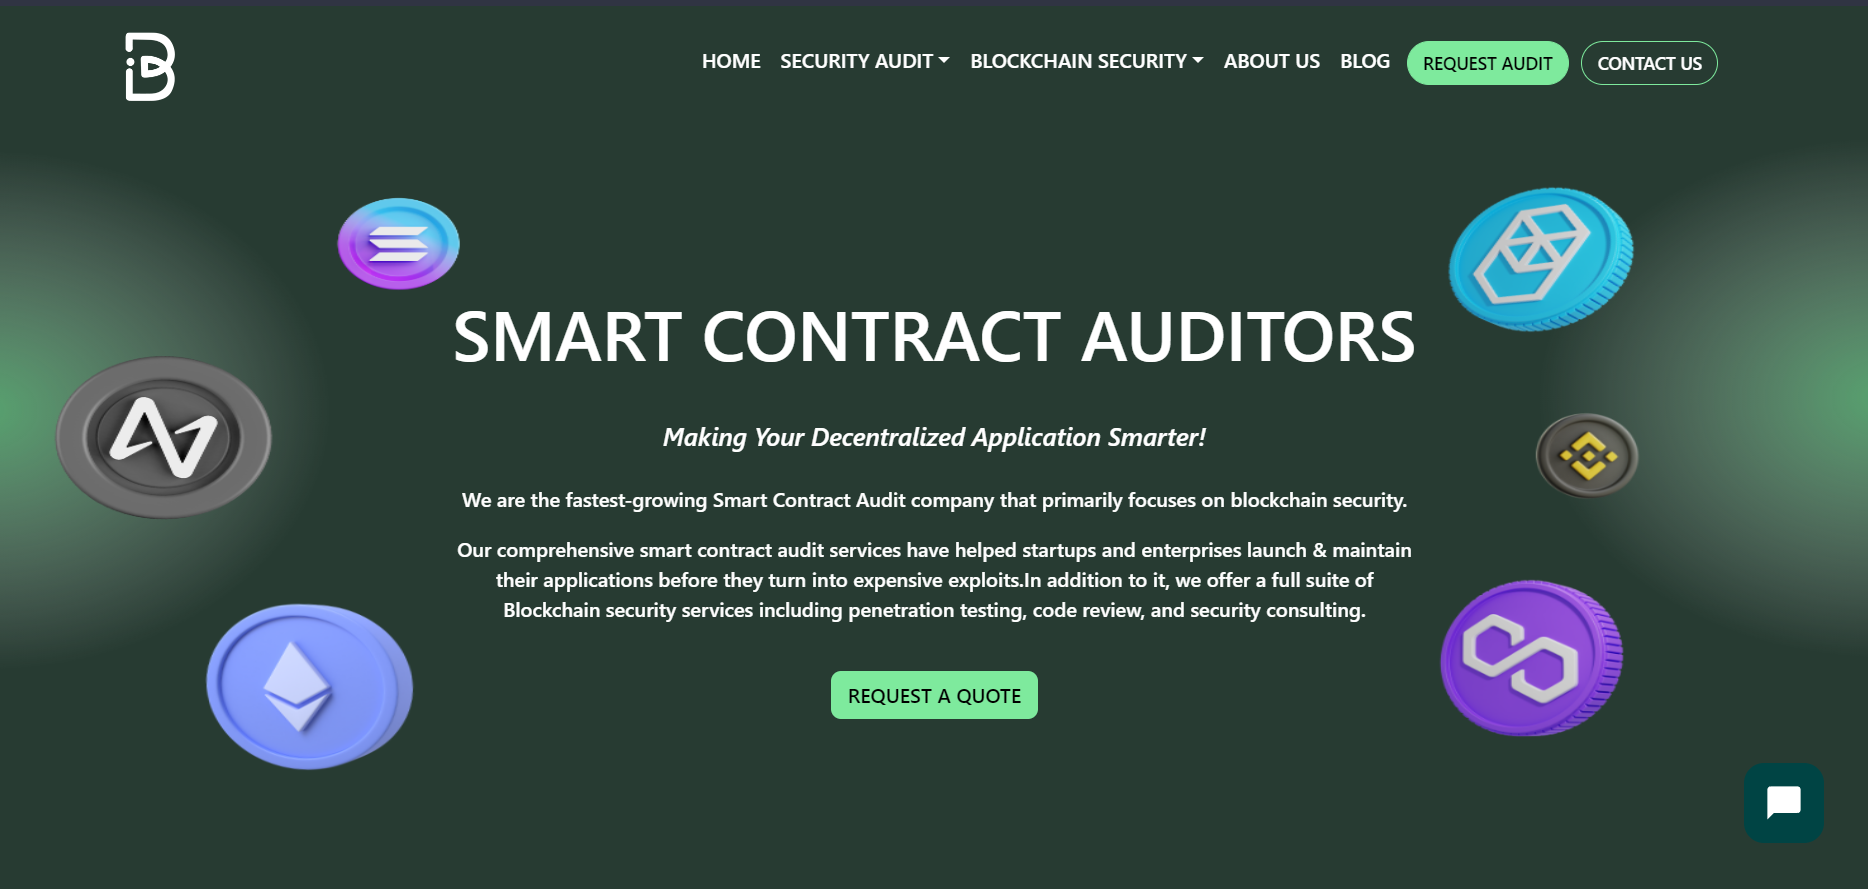 HOME SECURITY AUDIT BLOCKCHAIN SECURITY ABOUT US BLOG REQUEST AUDIT CONTACT US
SMART CONTRACT AUDITORS
Making Your Decentralized Application Smarter!
We are the fastest-growing Smart Contract Audit company that primarily focuses on blockchain security.
Our comprehensive smart contract audit services have helped startups and enterprises launch & maintain
their applications before they turn into expensive exploits.In addition to it, we offer a full suite of
Blockchain security services including penetration testing, code review, and security consulting.
REQUEST A QUOTE